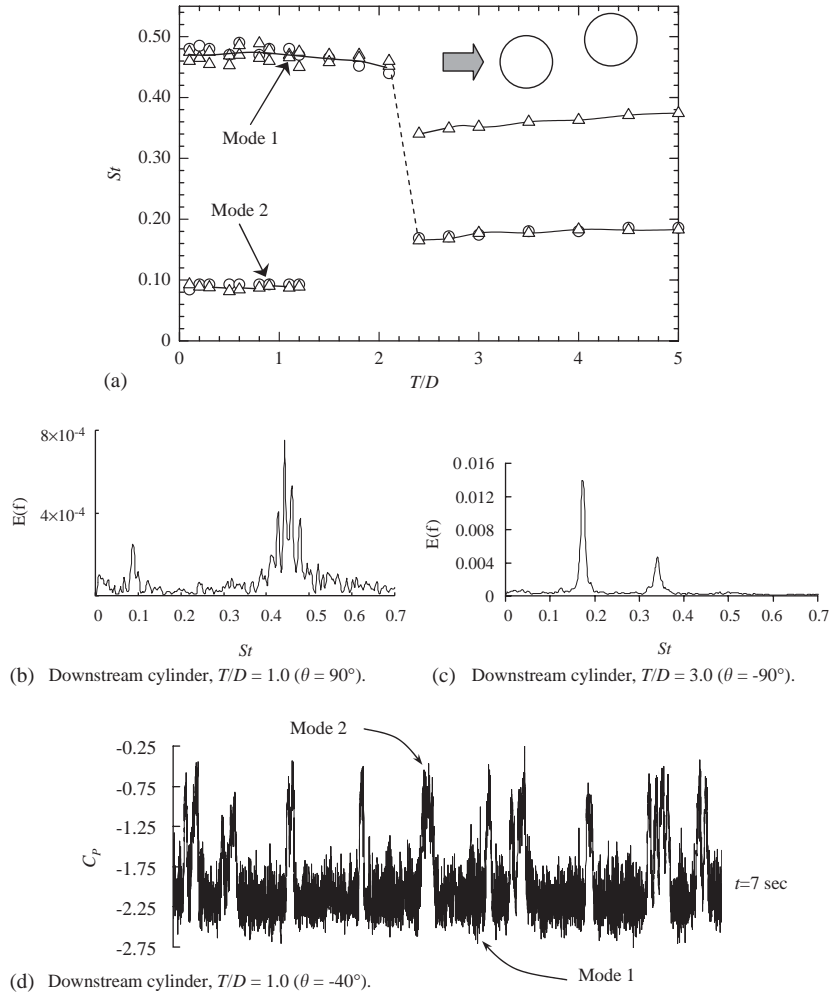 0.50
0.40
0.30
0.20
0.10
0
St
Mode 1
Mode 2
0 1 2 3 4 5
T/D
(a)
8×10⁻⁴
4×10⁻⁴
E(f)
0 0.1 0.2 0.3 0.4 0.5 0.6 0.7
St
(b) Downstream cylinder, T/D = 1.0 (θ = 90°).
0.016
0.012
0.008
0.004
0
E(f)
0 0.1 0.2 0.3 0.4 0.5 0.6 0.7
St
(c) Downstream cylinder, T/D = 3.0 (θ = -90°).
Mode 2
-0.25
-0.75
-1.25
-1.75
-2.25
-2.75
C_P
t=7 sec
Mode 1
(d) Downstream cylinder, T/D = 1.0 (θ = -40°).